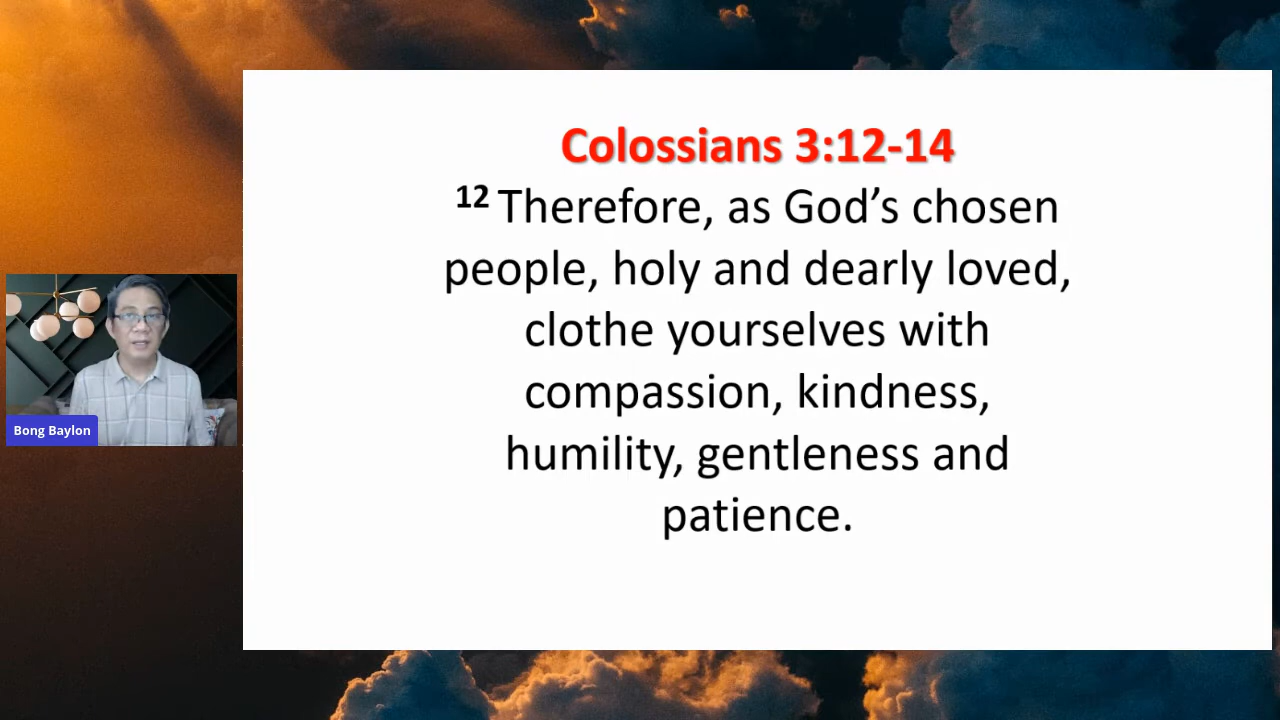 Colossians 3:12-14
12 Therefore, as God’s chosen
people, holy and dearly loved,
clothe yourselves with
compassion, kindness,
humility, gentleness and
patience.
Bong Baylon